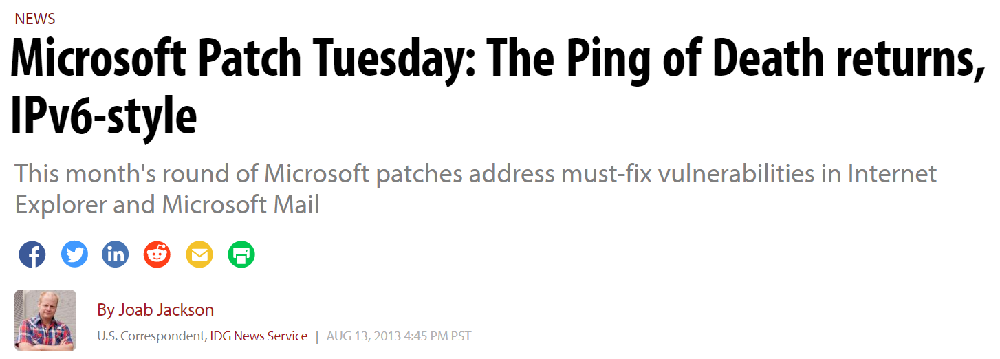 NEWS
Microsoft Patch Tuesday: The Ping of Death returns,
IPv6-style
This month's round of Microsoft patches address must-fix vulnerabilities in Internet
Explorer and Microsoft Mail
By Joab Jackson
U.S. Correspondent, IDG News Service | AUG 13, 2013 4:45 PM PST